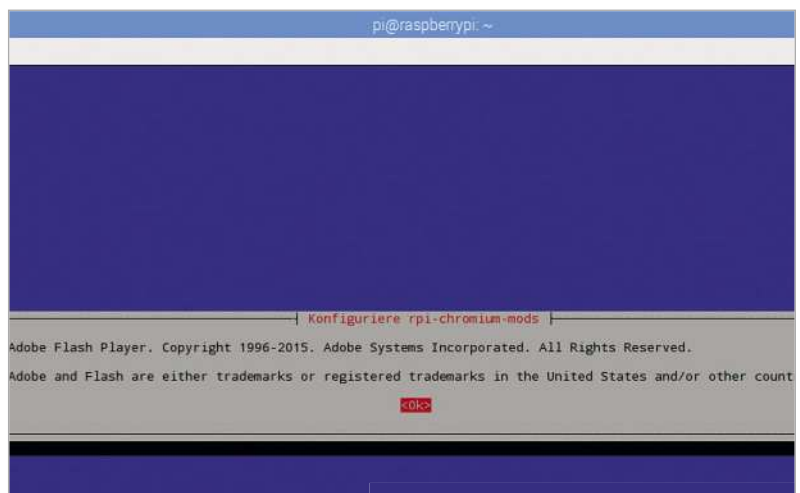 pi@raspberrypi: ~
Konfiguriere rpi-chromium-mods
Adobe Flash Player. Copyright 1996-2015. Adobe Systems Incorporated. All Rights Reserved.
Adobe and Flash are either trademarks or registered trademarks in the United States and/or other count
<Ok>